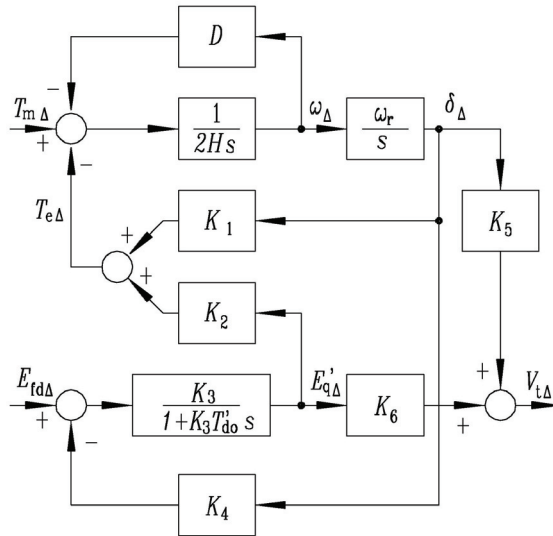 D
−
T_mΔ
+
−
1
2Hs
ω_Δ
ω_r
s
δ_Δ
T_eΔ
+
+
K_1
K_5
K_2
E_fdΔ
+
−
K_3
1+K_3T'_do s
E'_qΔ
K_6
+
+
V_tΔ
K_4